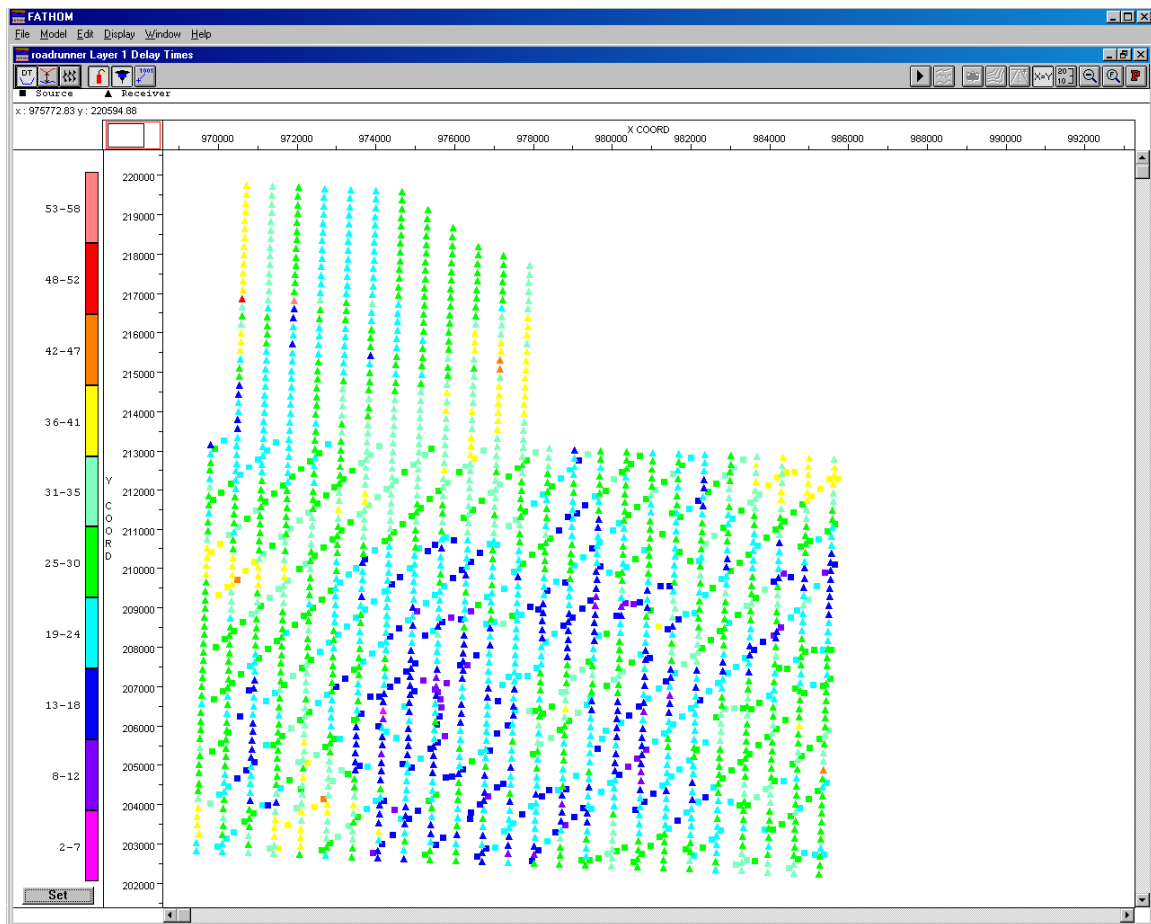 FATHOM
File Model Edit Display Window Help
roadrunner Layer 1 Delay Times
DT 1001 X=Y 20 10 F P
■ Source ▲ Receiver
x : 975772.83 y : 220594.88
X COORD
970000 972000 974000 976000 978000 980000 982000 984000 986000 988000 990000 992000
53-58
48-52
42-47
36-41
31-35
25-30
19-24
13-18
8-12
2-7
Set
Y COORD
220000
219000
218000
217000
216000
215000
214000
213000
212000
211000
210000
209000
208000
207000
206000
205000
204000
203000
202000